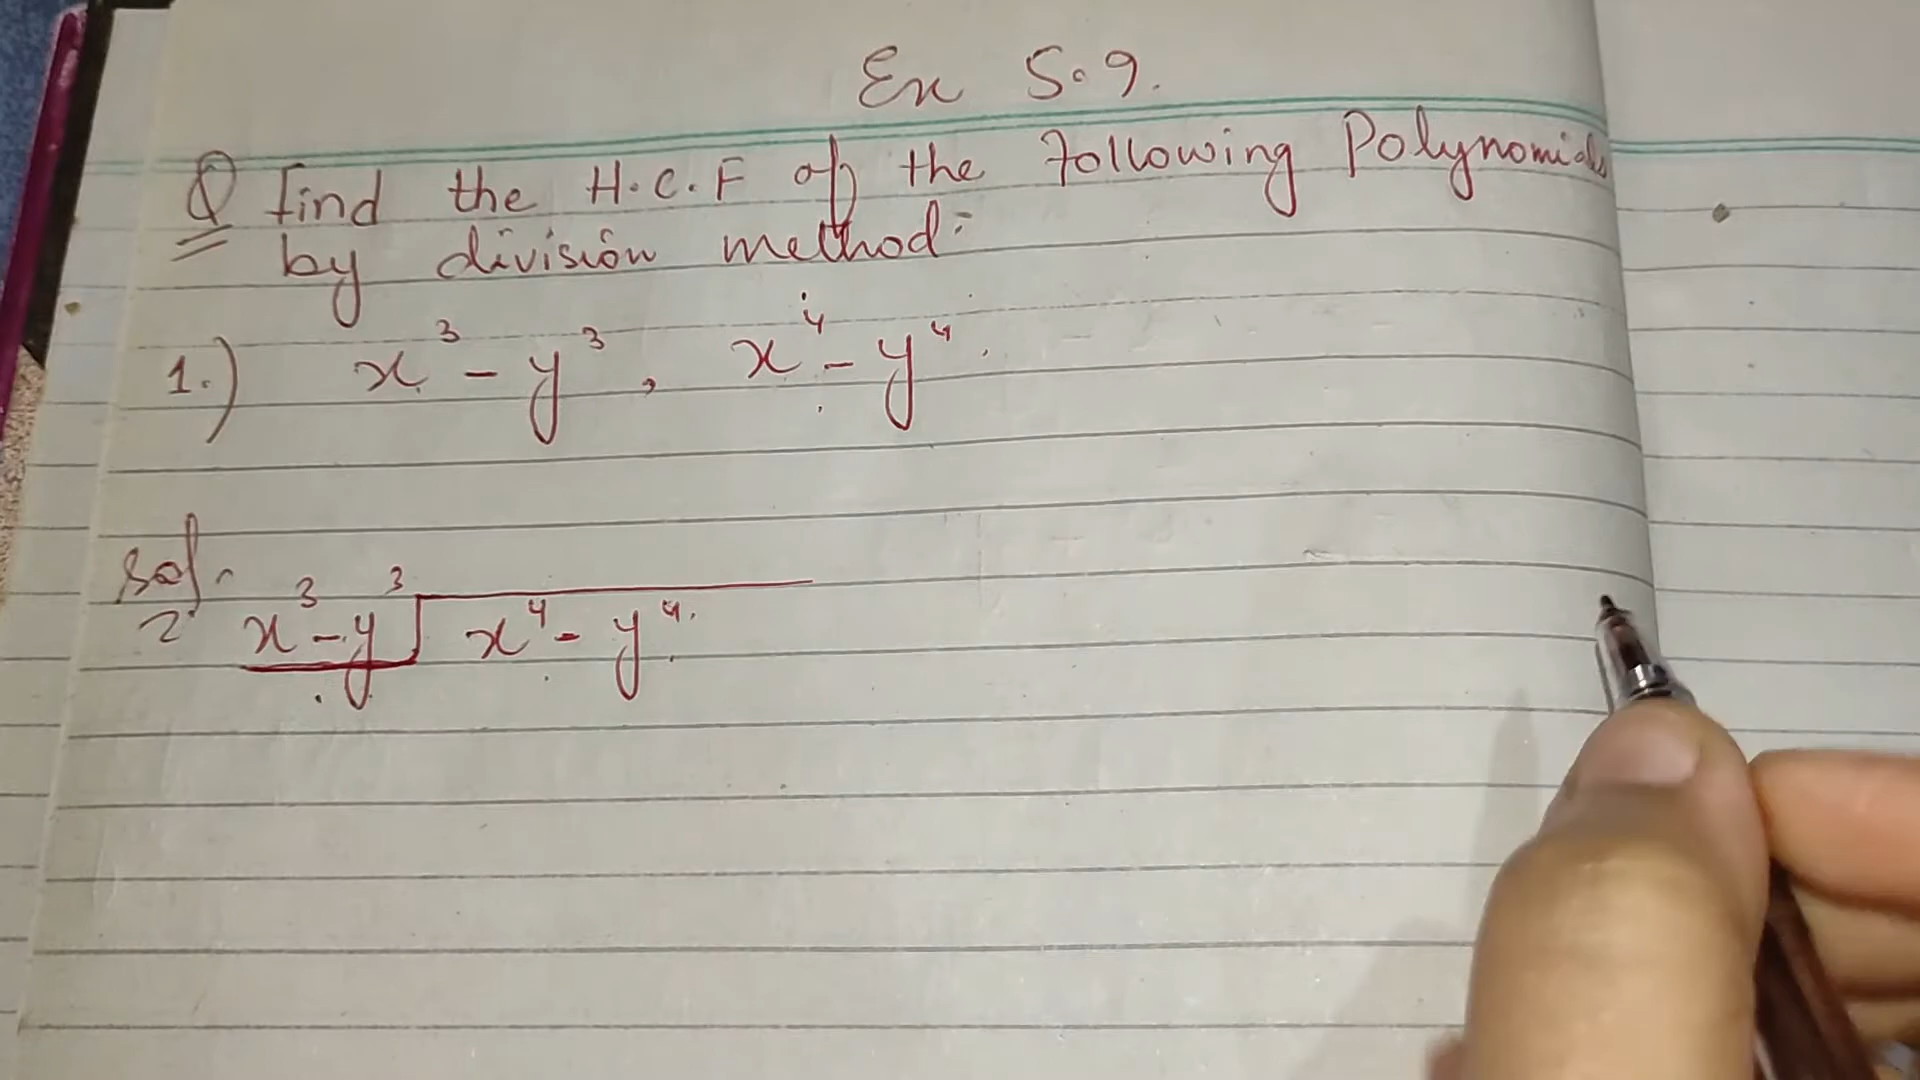 Ex 5.9.
Q find the H.C.F of the following Polynomials
by division method:-
1.) x³ - y³, x⁴ - y⁴.
Sol.
x³ - y³ x⁴ - y⁴.